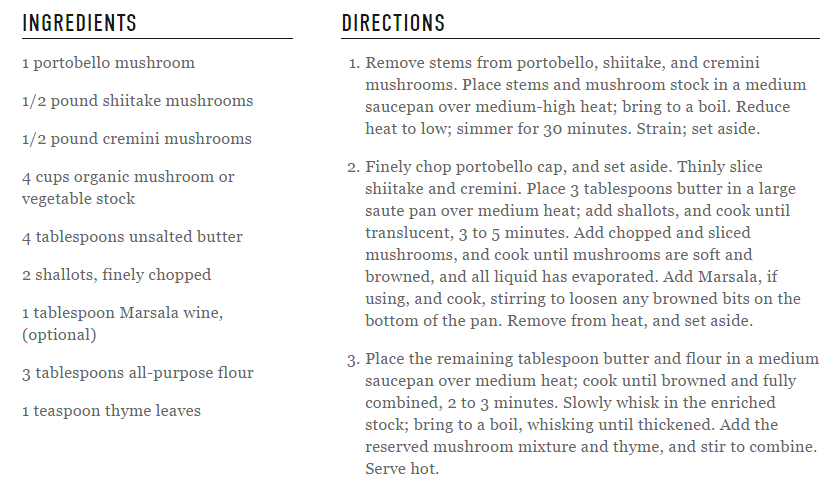 INGREDIENTS
1 portobello mushroom
1/2 pound shiitake mushrooms
1/2 pound cremini mushrooms
4 cups organic mushroom or
vegetable stock
4 tablespoons unsalted butter
2 shallots, finely chopped
1 tablespoon Marsala wine,
(optional)
3 tablespoons all-purpose flour
1 teaspoon thyme leaves
DIRECTIONS
1. Remove stems from portobello, shiitake, and cremini
mushrooms. Place stems and mushroom stock in a medium
saucepan over medium-high heat; bring to a boil. Reduce
heat to low; simmer for 30 minutes. Strain; set aside.
2. Finely chop portobello cap, and set aside. Thinly slice
shiitake and cremini. Place 3 tablespoons butter in a large
saute pan over medium heat; add shallots, and cook until
translucent, 3 to 5 minutes. Add chopped and sliced
mushrooms, and cook until mushrooms are soft and
browned, and all liquid has evaporated. Add Marsala, if
using, and cook, stirring to loosen any browned bits on the
bottom of the pan. Remove from heat, and set aside.
3. Place the remaining tablespoon butter and flour in a medium
saucepan over medium heat; cook until browned and fully
combined, 2 to 3 minutes. Slowly whisk in the enriched
stock; bring to a boil, whisking until thickened. Add the
reserved mushroom mixture and thyme, and stir to combine.
Serve hot.